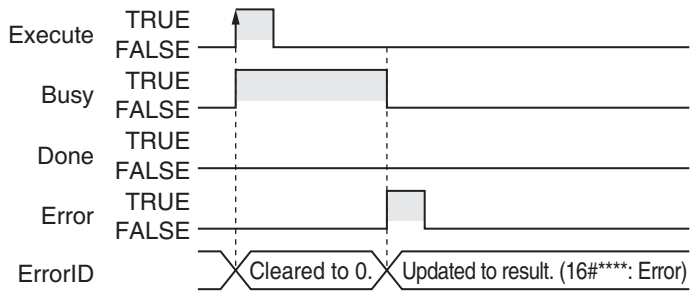 Execute TRUE
FALSE
Busy TRUE
FALSE
Done TRUE
FALSE
Error TRUE
FALSE
ErrorID Cleared to 0. Updated to result. (16#****: Error)